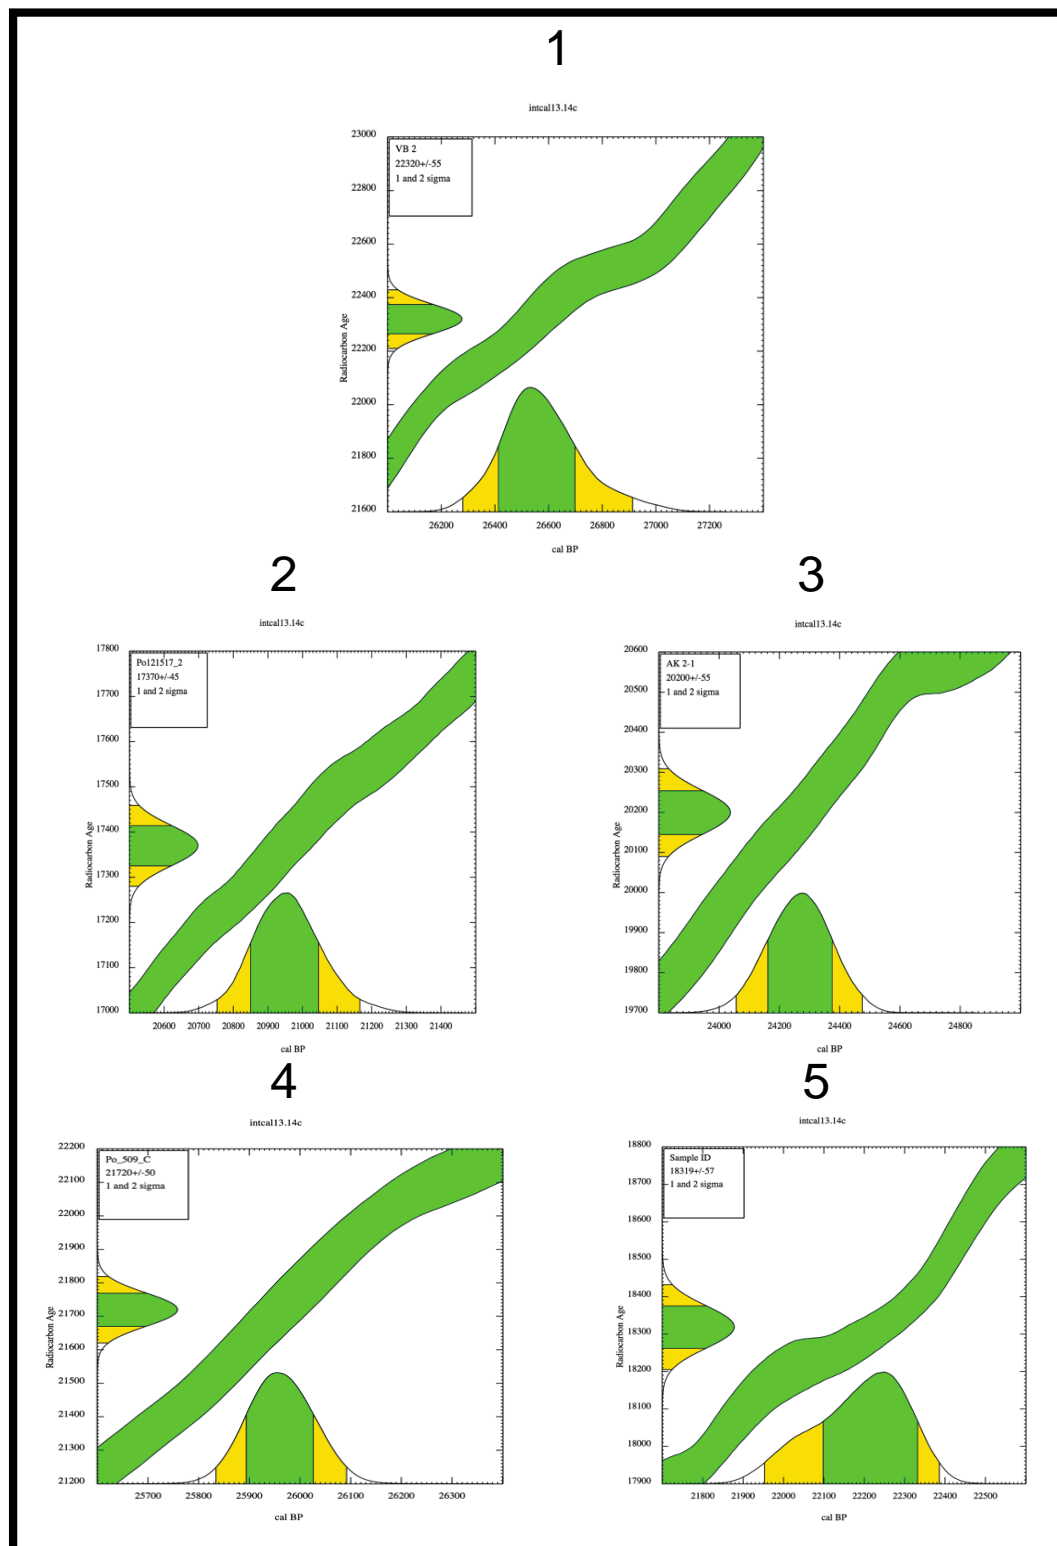 1
intcal13.14c
VB 2
22320+/-55
1 and 2 sigma
23000
22800
22600
22400
22200
22000
21800
21600
Radiocarbon Age
26200 26400 26600 26800 27000 27200
cal BP
2
intcal13.14c
Po121517_2
17370+/-45
1 and 2 sigma
17800
17700
17600
17500
17400
17300
17200
17100
17000
Radiocarbon Age
20600 20700 20800 20900 21000 21100 21200 21300 21400
cal BP
3
intcal13.14c
AK 2-1
20200+/-55
1 and 2 sigma
20600
20500
20400
20300
20200
20100
20000
19900
19800
19700
Radiocarbon Age
24000 24200 24400 24600 24800
cal BP
4
intcal13.14c
Po_509_C
21720+/-50
1 and 2 sigma
22200
22100
22000
21900
21800
21700
21600
21500
21400
21300
21200
Radiocarbon Age
25700 25800 25900 26000 26100 26200 26300
cal BP
5
intcal13.14c
Sample ID
18319+/-57
1 and 2 sigma
18800
18700
18600
18500
18400
18300
18200
18100
18000
17900
Radiocarbon Age
21800 21900 22000 22100 22200 22300 22400 22500
cal BP